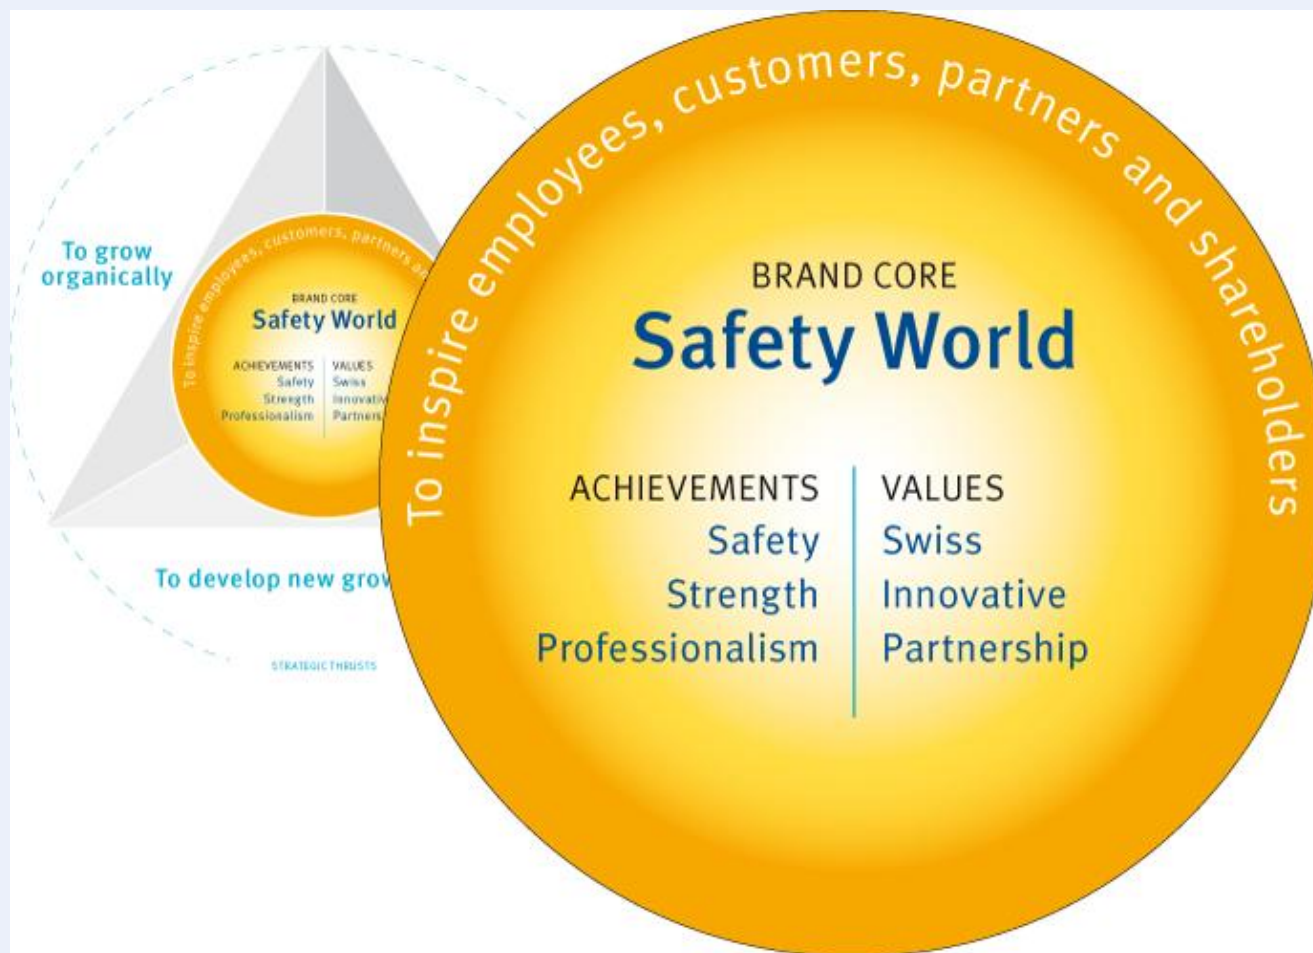 To grow
organically
To inspire employees, customers, partners
BRAND CORE
Safety World
ACHIEVEMENTS
VALUES
Safety
Swiss
Strength
Innovative
Professionalism
To develop new
STRATEGIC THRUSTS
To inspire employees, customers, partners and shareholders
BRAND CORE
Safety World
ACHIEVEMENTS
VALUES
Safety
Swiss
Strength
Innovative
Professionalism
Partnership